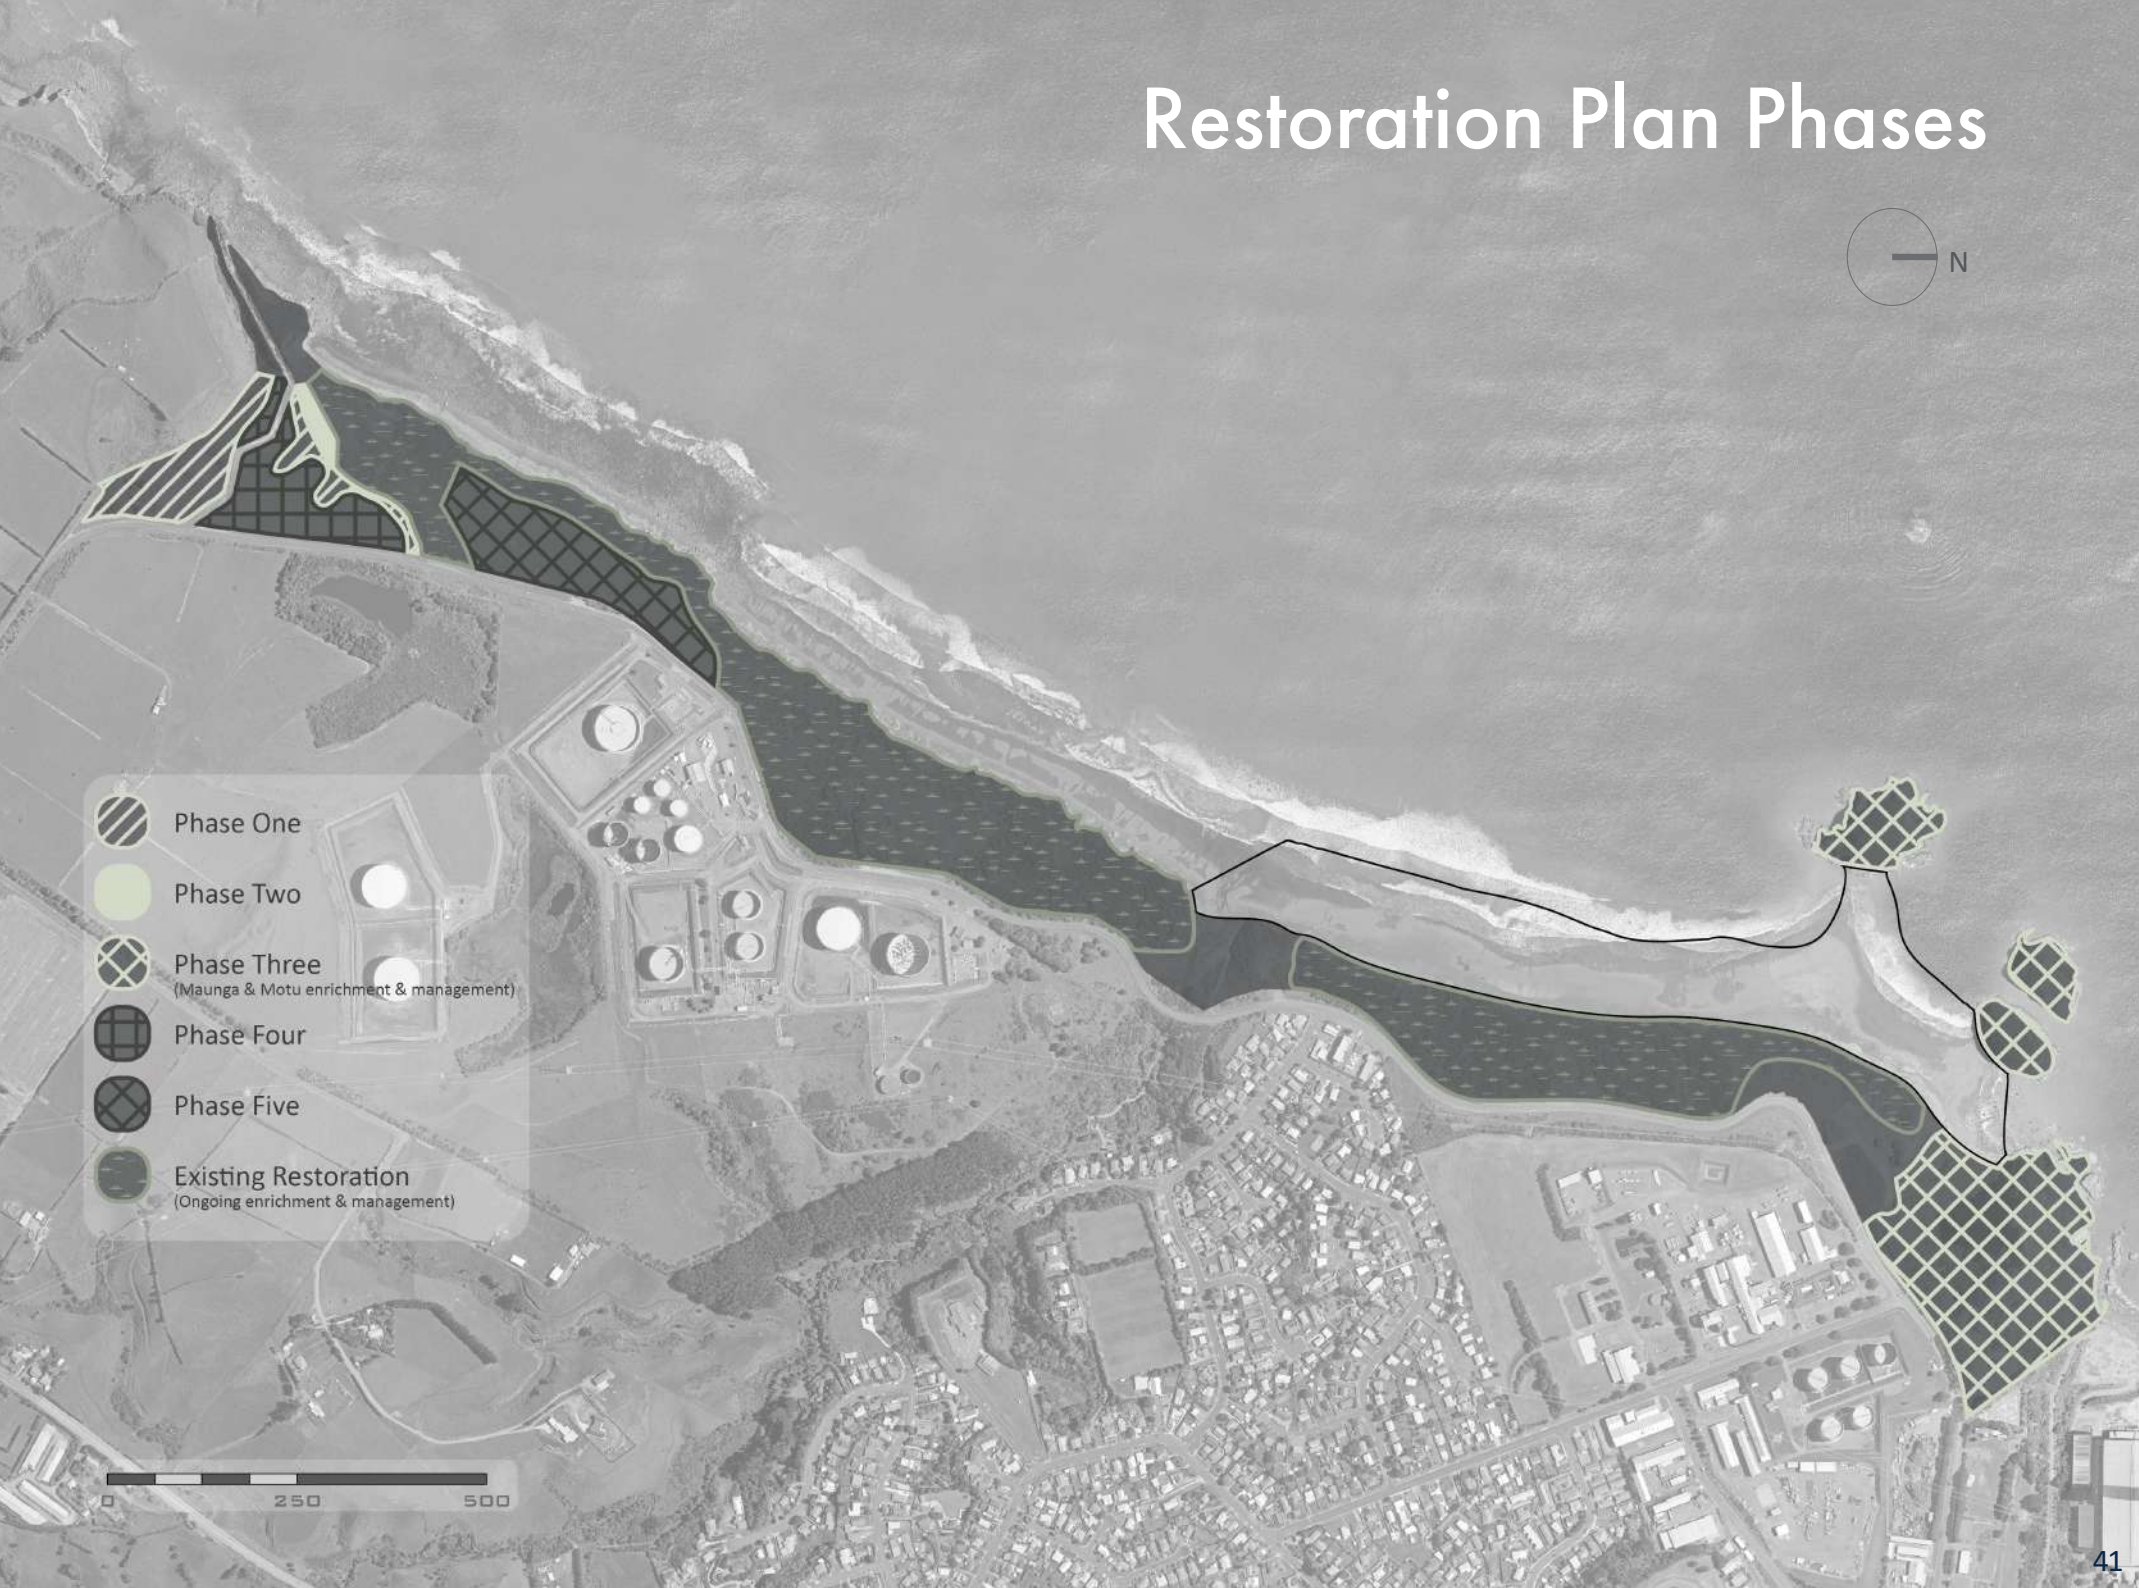 Restoration Plan Phases
N
Phase One
Phase Two
Phase Three
(Maunga & Motu enrichment & management)
Phase Four
Phase Five
Existing Restoration
(Ongoing enrichment & management)
0 250 500
41